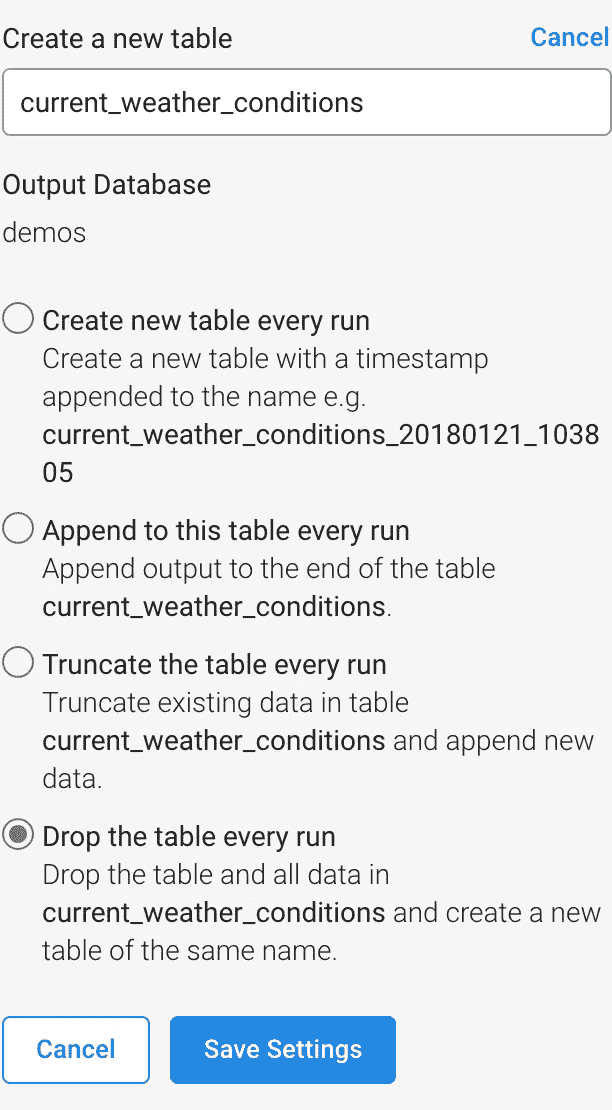 Create a new table Cancel
current_weather_conditions
Output Database
demos
Create new table every run
Create a new table with a timestamp
appended to the name e.g.
current_weather_conditions_20180121_1038
05
Append to this table every run
Append output to the end of the table
current_weather_conditions.
Truncate the table every run
Truncate existing data in table
current_weather_conditions and append new
data.
Drop the table every run
Drop the table and all data in
current_weather_conditions and create a new
table of the same name.
Cancel Save Settings